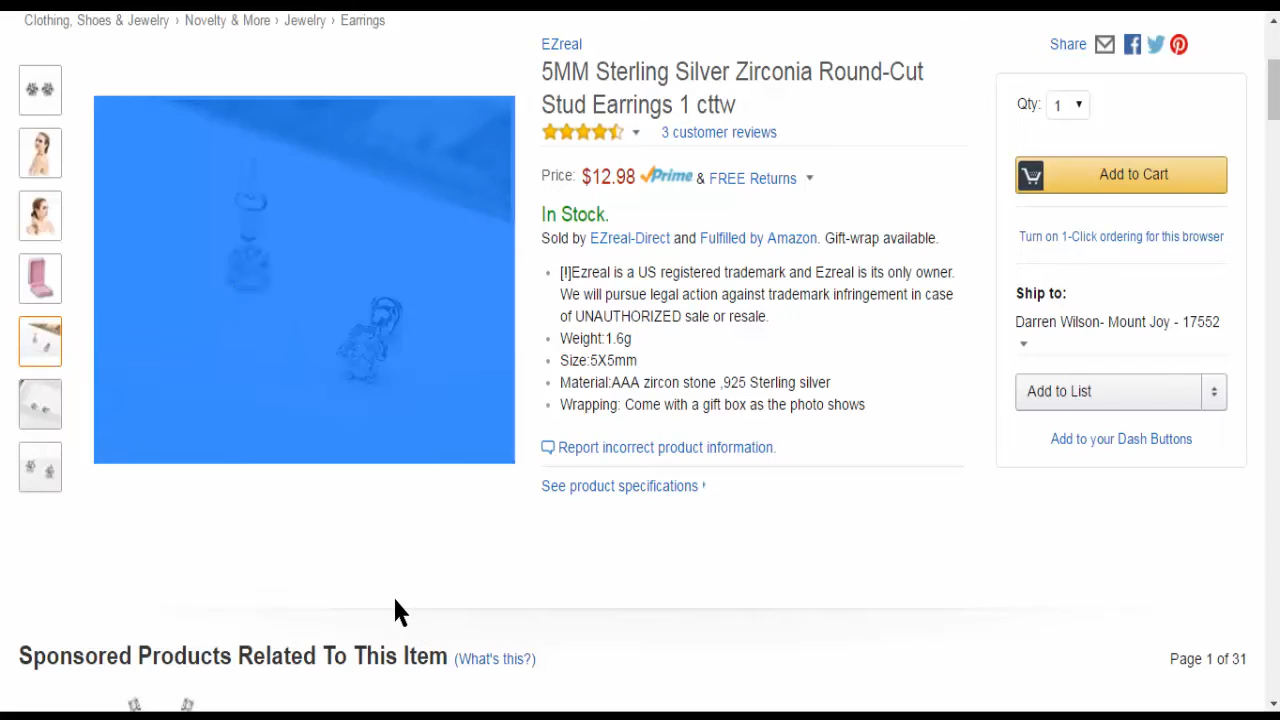 Clothing, Shoes & Jewelry › Novelty & More › Jewelry › Earrings
EZreal
Share
5MM Sterling Silver Zirconia Round-Cut
Stud Earrings 1 cttw
3 customer reviews
Price: $12.98 Prime & FREE Returns
In Stock.
Sold by EZreal-Direct and Fulfilled by Amazon. Gift-wrap available.
[!]Ezreal is a US registered trademark and Ezreal is its only owner.
We will pursue legal action against trademark infringement in case
of UNAUTHORIZED sale or resale.
Weight:1.6g
Size:5X5mm
Material:AAA zircon stone ,925 Sterling silver
Wrapping: Come with a gift box as the photo shows
Report incorrect product information.
See product specifications
Qty: 1
Add to Cart
Turn on 1-Click ordering for this browser
Ship to:
Darren Wilson- Mount Joy - 17552
Add to List
Add to your Dash Buttons
Sponsored Products Related To This Item (What's this?)
Page 1 of 31